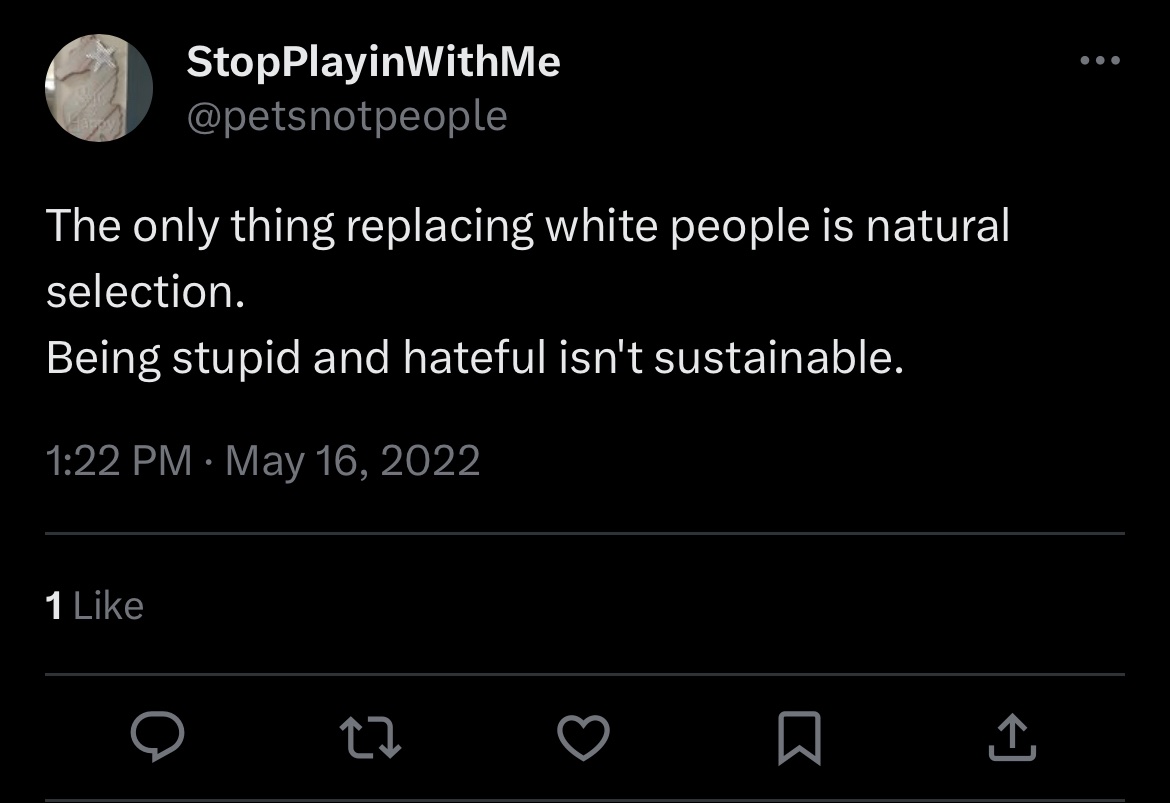 StopPlayinWithMe
@petsnotpeople
The only thing replacing white people is natural
selection.
Being stupid and hateful isn't sustainable.
1:22 PM · May 16, 2022
1 Like